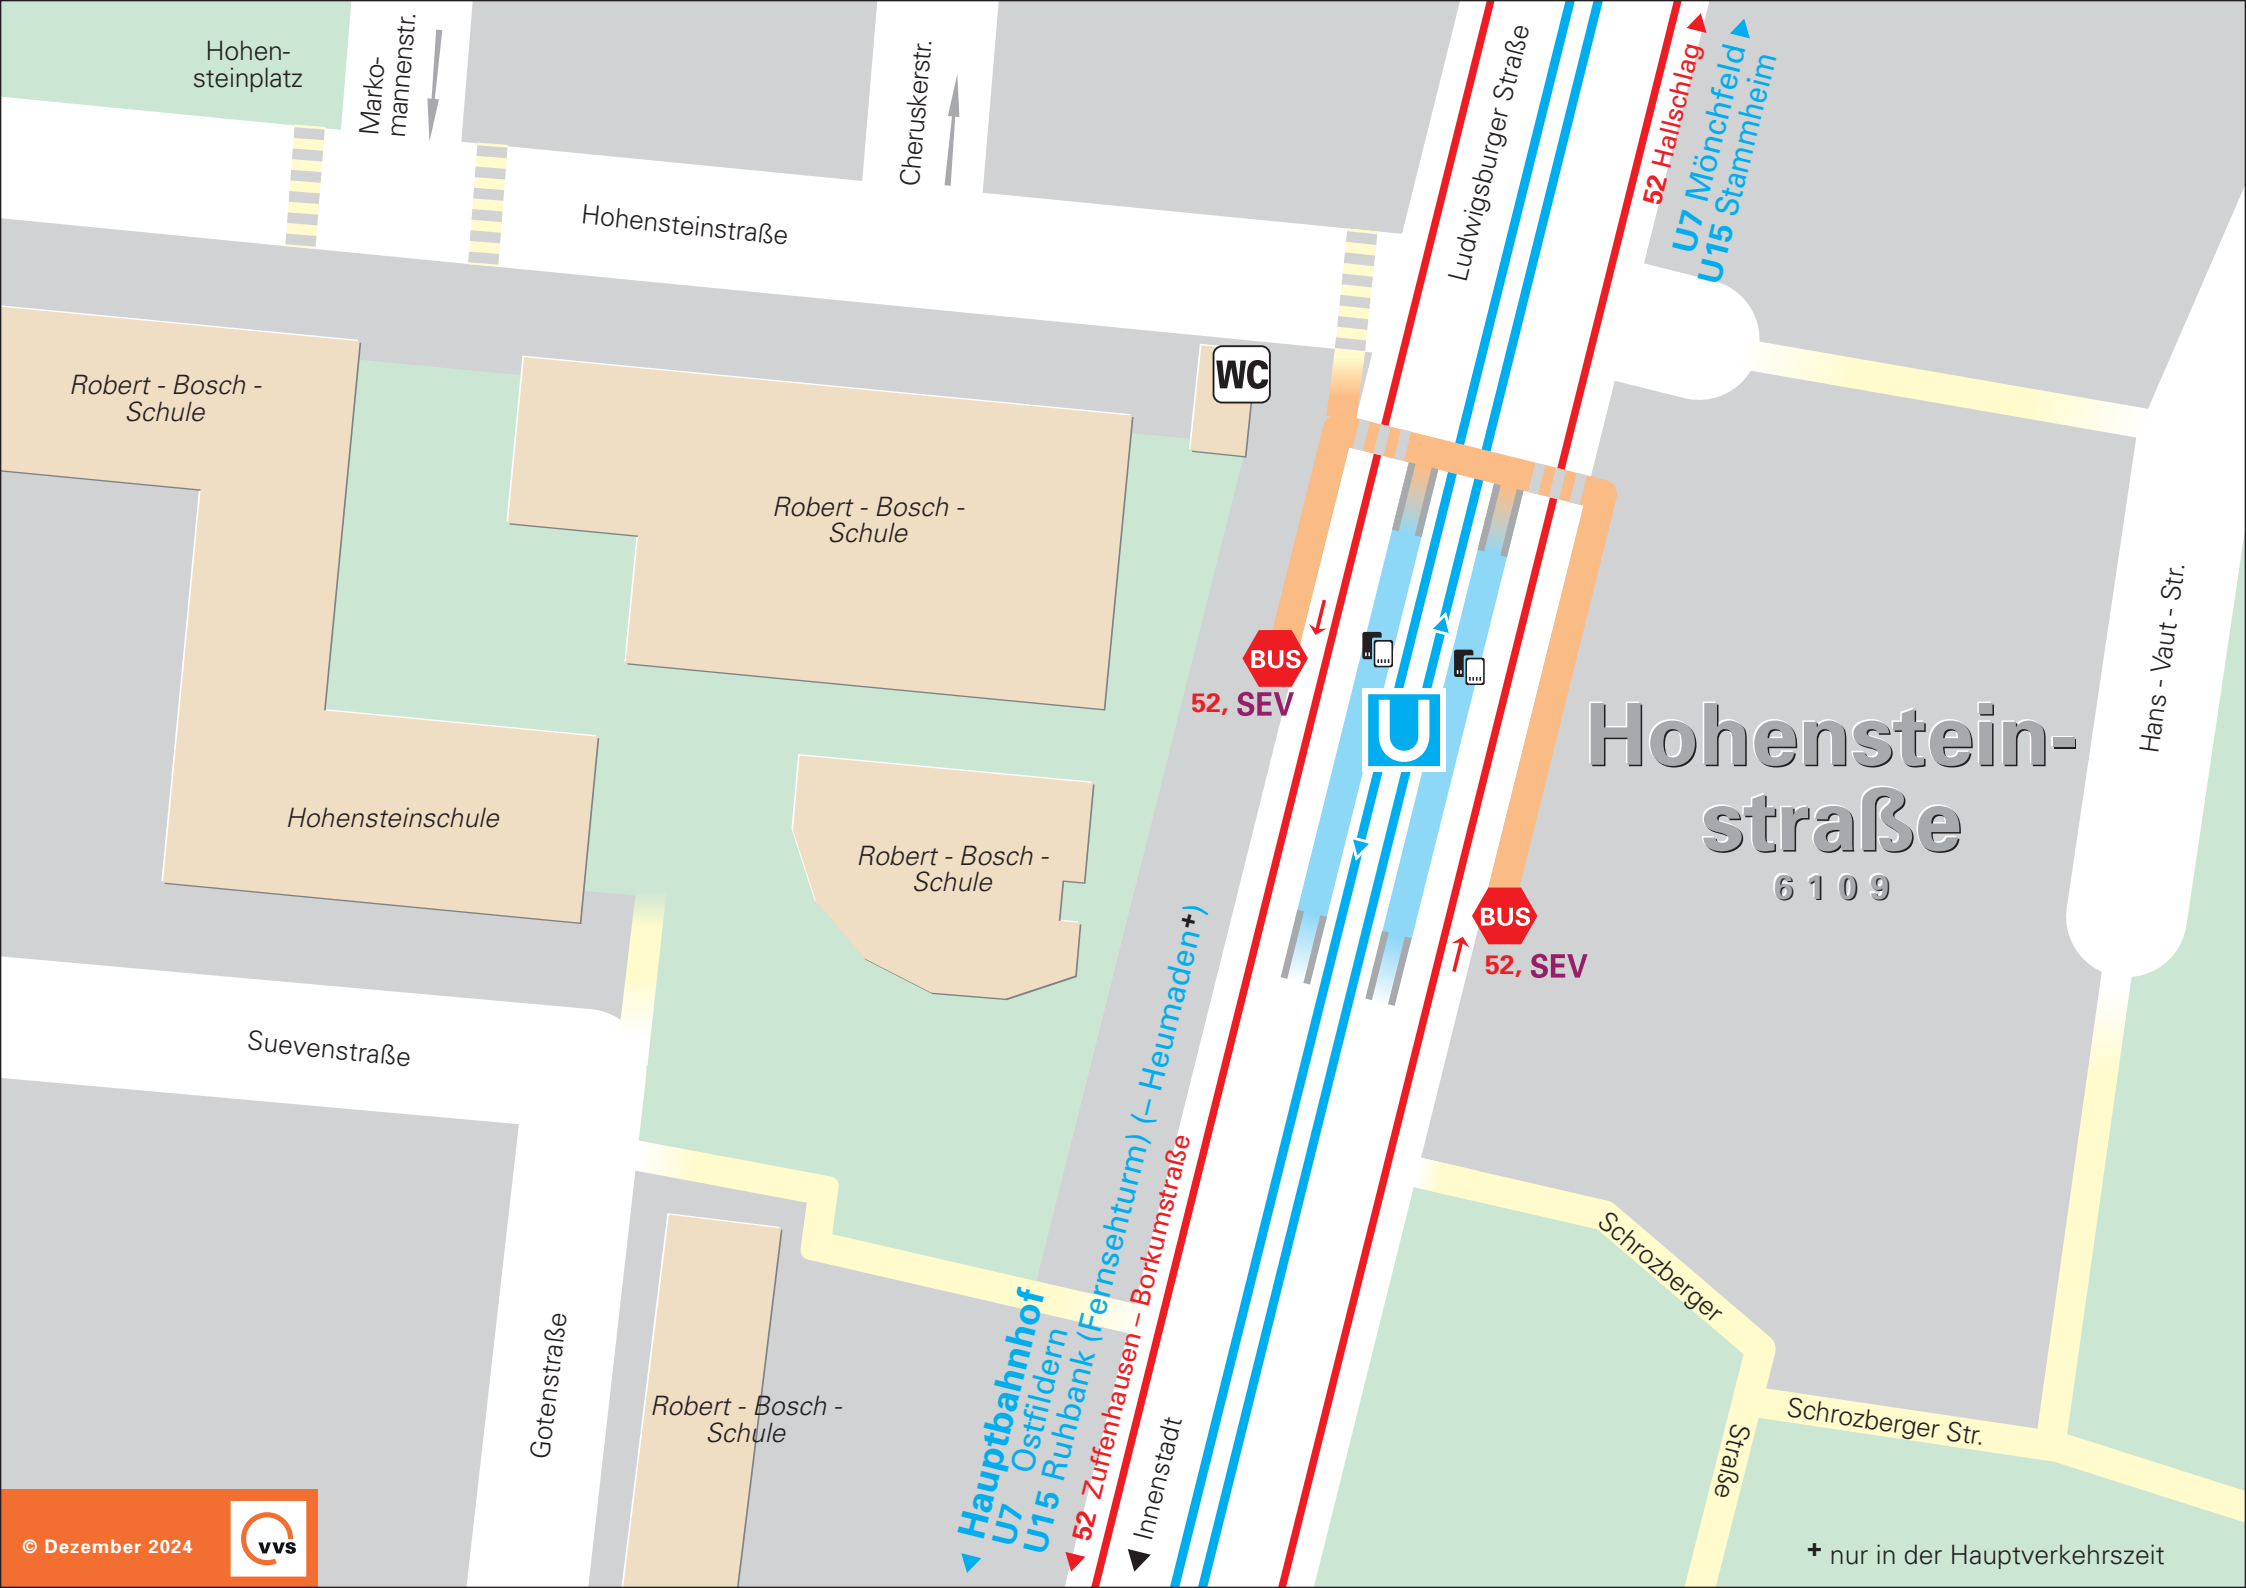 Hohen-
steinplatz
Marko-
mannenstr.
Cheruskerstr.
Hohensteinstraße
Ludwigsburger Straße
52 Hallschlag
U7 Mönchfeld
U15 Stammheim
Robert - Bosch -
Schule
WC
Robert - Bosch -
Schule
Hans - Vaut - Str.
BUS
52, SEV
U
Hohenstein-
straße
6109
Hohensteinschule
Robert - Bosch -
Schule
BUS
52, SEV
Suevenstraße
Gotenstraße
Robert - Bosch -
Schule
Hauptbahnhof
U7 Ostfildern
U15 Ruhbank (Fernsehturm) (– Heumaden+)
52 Zuffenhausen – Borkumstraße
Innenstadt
Schrozberger
Straße
Schrozberger Str.
© Dezember 2024
vvs
+ nur in der Hauptverkehrszeit